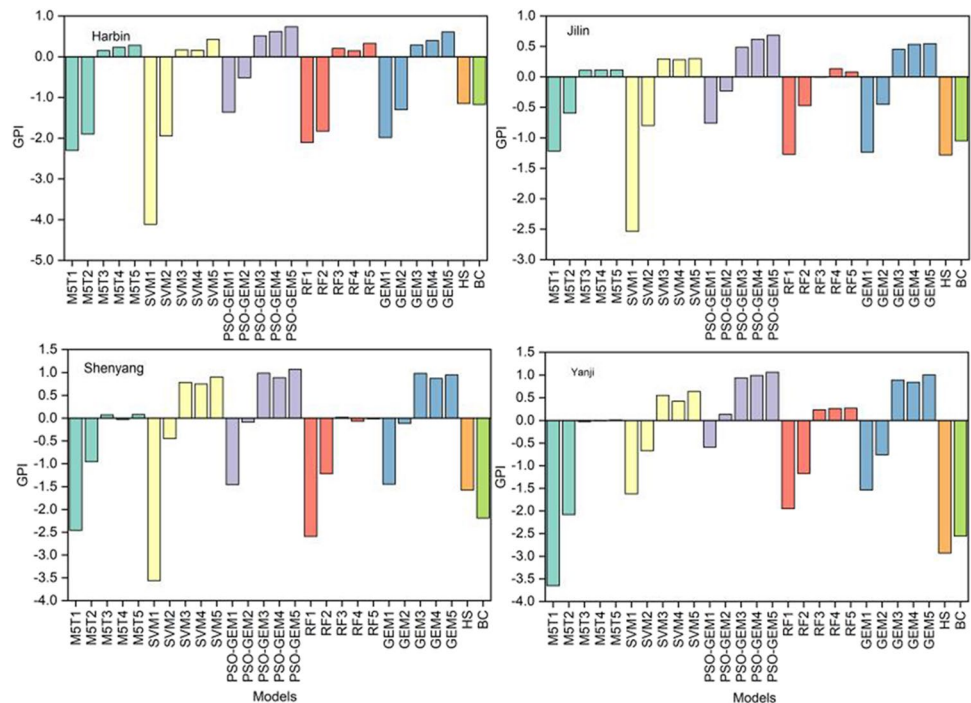 Harbin
GPI
1.0
0.0
-1.0
-2.0
-3.0
-4.0
-5.0
M5T1
M5T2
M5T3
M5T4
M5T5
SVM1
SVM2
SVM3
SVM4
SVM5
PSO-GEM1
PSO-GEM2
PSO-GEM3
PSO-GEM4
PSO-GEM5
RF1
RF2
RF3
RF4
RF5
GEM1
GEM2
GEM3
GEM4
GEM5
HS
BC
Jilin
GPI
1.0
0.5
0.0
-0.5
-1.0
-1.5
-2.0
-2.5
-3.0
M5T1
M5T2
M5T3
M5T4
M5T5
SVM1
SVM2
SVM3
SVM4
SVM5
PSO-GEM1
PSO-GEM2
PSO-GEM3
PSO-GEM4
PSO-GEM5
RF1
RF2
RF3
RF4
RF5
GEM1
GEM2
GEM3
GEM4
GEM5
HS
BC
Shenyang
GPI
1.5
1.0
0.5
0.0
-0.5
-1.0
-1.5
-2.0
-2.5
-3.0
-3.5
-4.0
M5T1
M5T2
M5T3
M5T4
M5T5
SVM1
SVM2
SVM3
SVM4
SVM5
PSO-GEM1
PSO-GEM2
PSO-GEM3
PSO-GEM4
PSO-GEM5
RF1
RF2
RF3
RF4
RF5
GEM1
GEM2
GEM3
GEM4
GEM5
HS
BC
Models
Yanji
GPI
1.5
1.0
0.5
0.0
-0.5
-1.0
-1.5
-2.0
-2.5
-3.0
-3.5
-4.0
M5T1
M5T2
M5T3
M5T4
M5T5
SVM1
SVM2
SVM3
SVM4
SVM5
PSO-GEM1
PSO-GEM2
PSO-GEM3
PSO-GEM4
PSO-GEM5
RF1
RF2
RF3
RF4
RF5
GEM1
GEM2
GEM3
GEM4
GEM5
HS
BC
Models